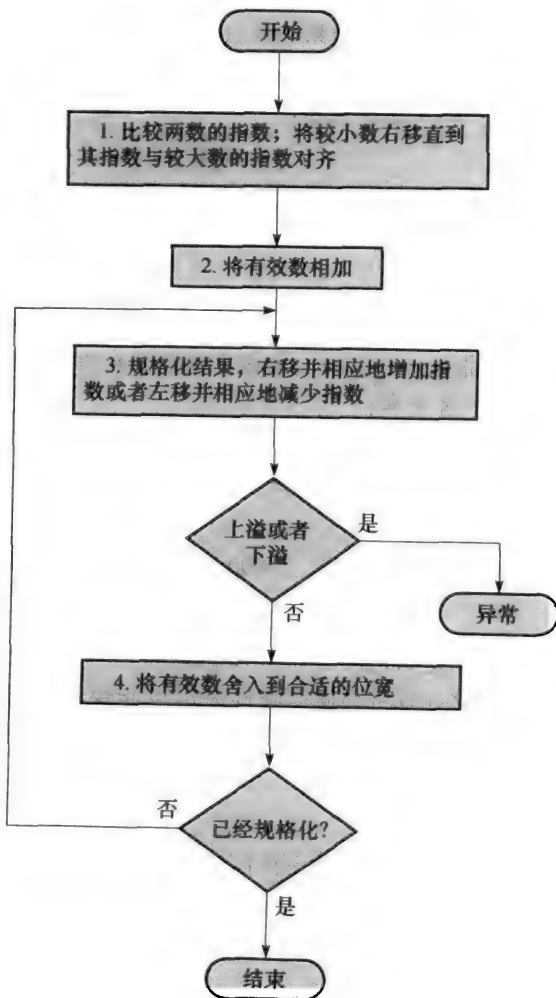 开始
1. 比较两数的指数；将较小数右移直到
其指数与较大数的指数对齐
2. 将有效数相加
3. 规格化结果，右移并相应地增加指
数或者左移并相应地减少指数
上溢或者
下溢
是
否
异常
4. 将有效数舍入到合适的位宽
否
已经规格化?
是
结束